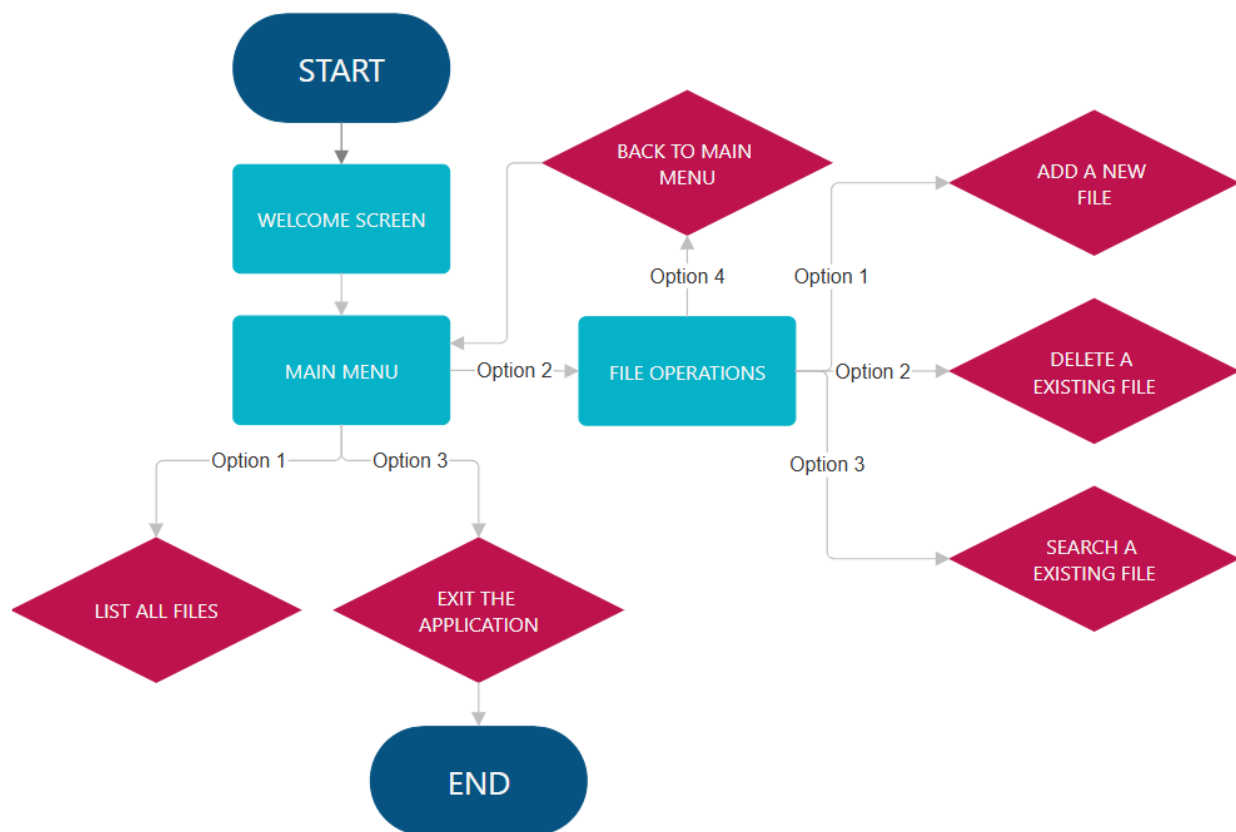 START
BACK TO MAIN
MENU
ADD A NEW
FILE
WELCOME SCREEN
Option 4
Option 1
MAIN MENU
Option 2
FILE OPERATIONS
Option 2
DELETE A
EXISTING FILE
Option 1
Option 3
Option 3
SEARCH A
EXISTING FILE
LIST ALL FILES
EXIT THE
APPLICATION
END